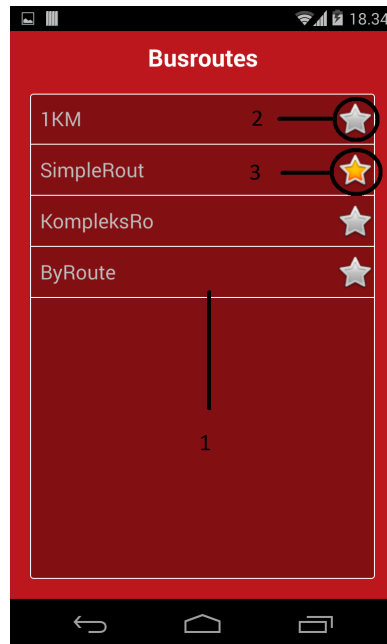 18.34
Busroutes
1KM 2
SimpleRout 3
KompleksRo
ByRoute
1